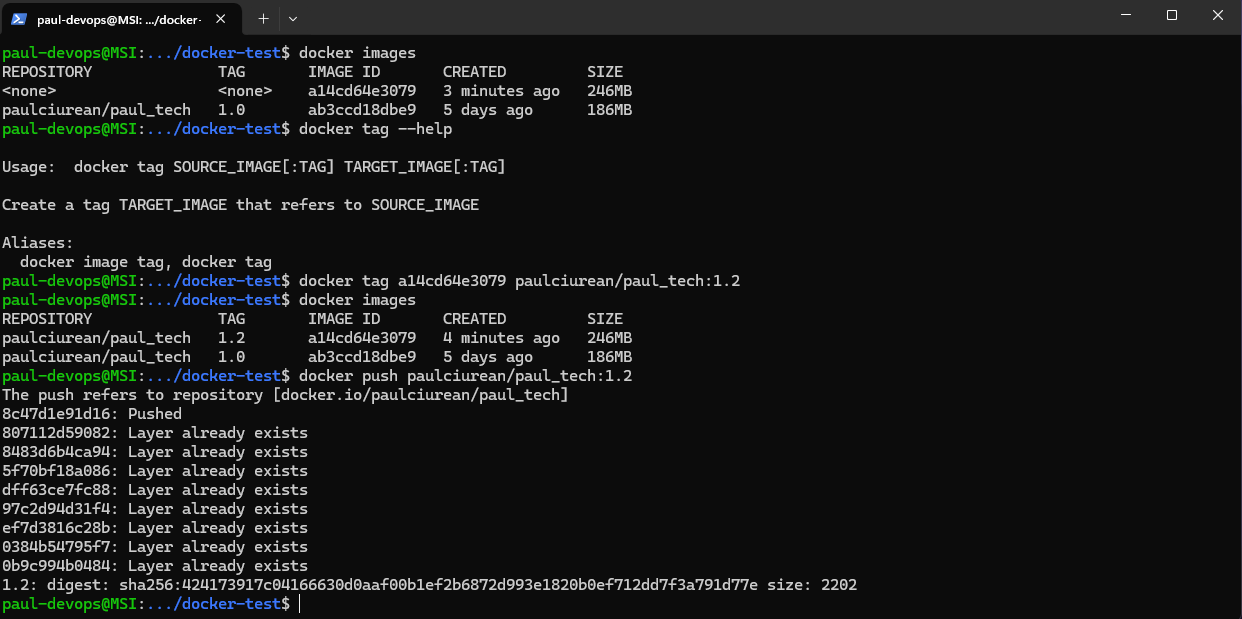 paul-devops@MSI: .../docker-
paul-devops@MSI:.../docker-test$ docker images
REPOSITORY              TAG       IMAGE ID       CREATED         SIZE
<none>                  <none>    a14cd64e3079   3 minutes ago   246MB
paulciurean/paul_tech   1.0       ab3ccd18dbe9   5 days ago      186MB
paul-devops@MSI:.../docker-test$ docker tag --help
Usage:  docker tag SOURCE_IMAGE[:TAG] TARGET_IMAGE[:TAG]
Create a tag TARGET_IMAGE that refers to SOURCE_IMAGE
Aliases:
  docker image tag, docker tag
paul-devops@MSI:.../docker-test$ docker tag a14cd64e3079 paulciurean/paul_tech:1.2
paul-devops@MSI:.../docker-test$ docker images
REPOSITORY              TAG       IMAGE ID       CREATED         SIZE
paulciurean/paul_tech   1.2       a14cd64e3079   4 minutes ago   246MB
paulciurean/paul_tech   1.0       ab3ccd18dbe9   5 days ago      186MB
paul-devops@MSI:.../docker-test$ docker push paulciurean/paul_tech:1.2
The push refers to repository [docker.io/paulciurean/paul_tech]
8c47d1e91d16: Pushed
807112d59082: Layer already exists
8483d6b4ca94: Layer already exists
5f70bf18a086: Layer already exists
dff63ce7fc88: Layer already exists
97c2d94d31f4: Layer already exists
ef7d3816c28b: Layer already exists
0384b54795f7: Layer already exists
0b9c994b0484: Layer already exists
1.2: digest: sha256:424173917c04166630d0aaf00b1ef2b6872d993e1820b0ef712dd7f3a791d77e size: 2202
paul-devops@MSI:.../docker-test$